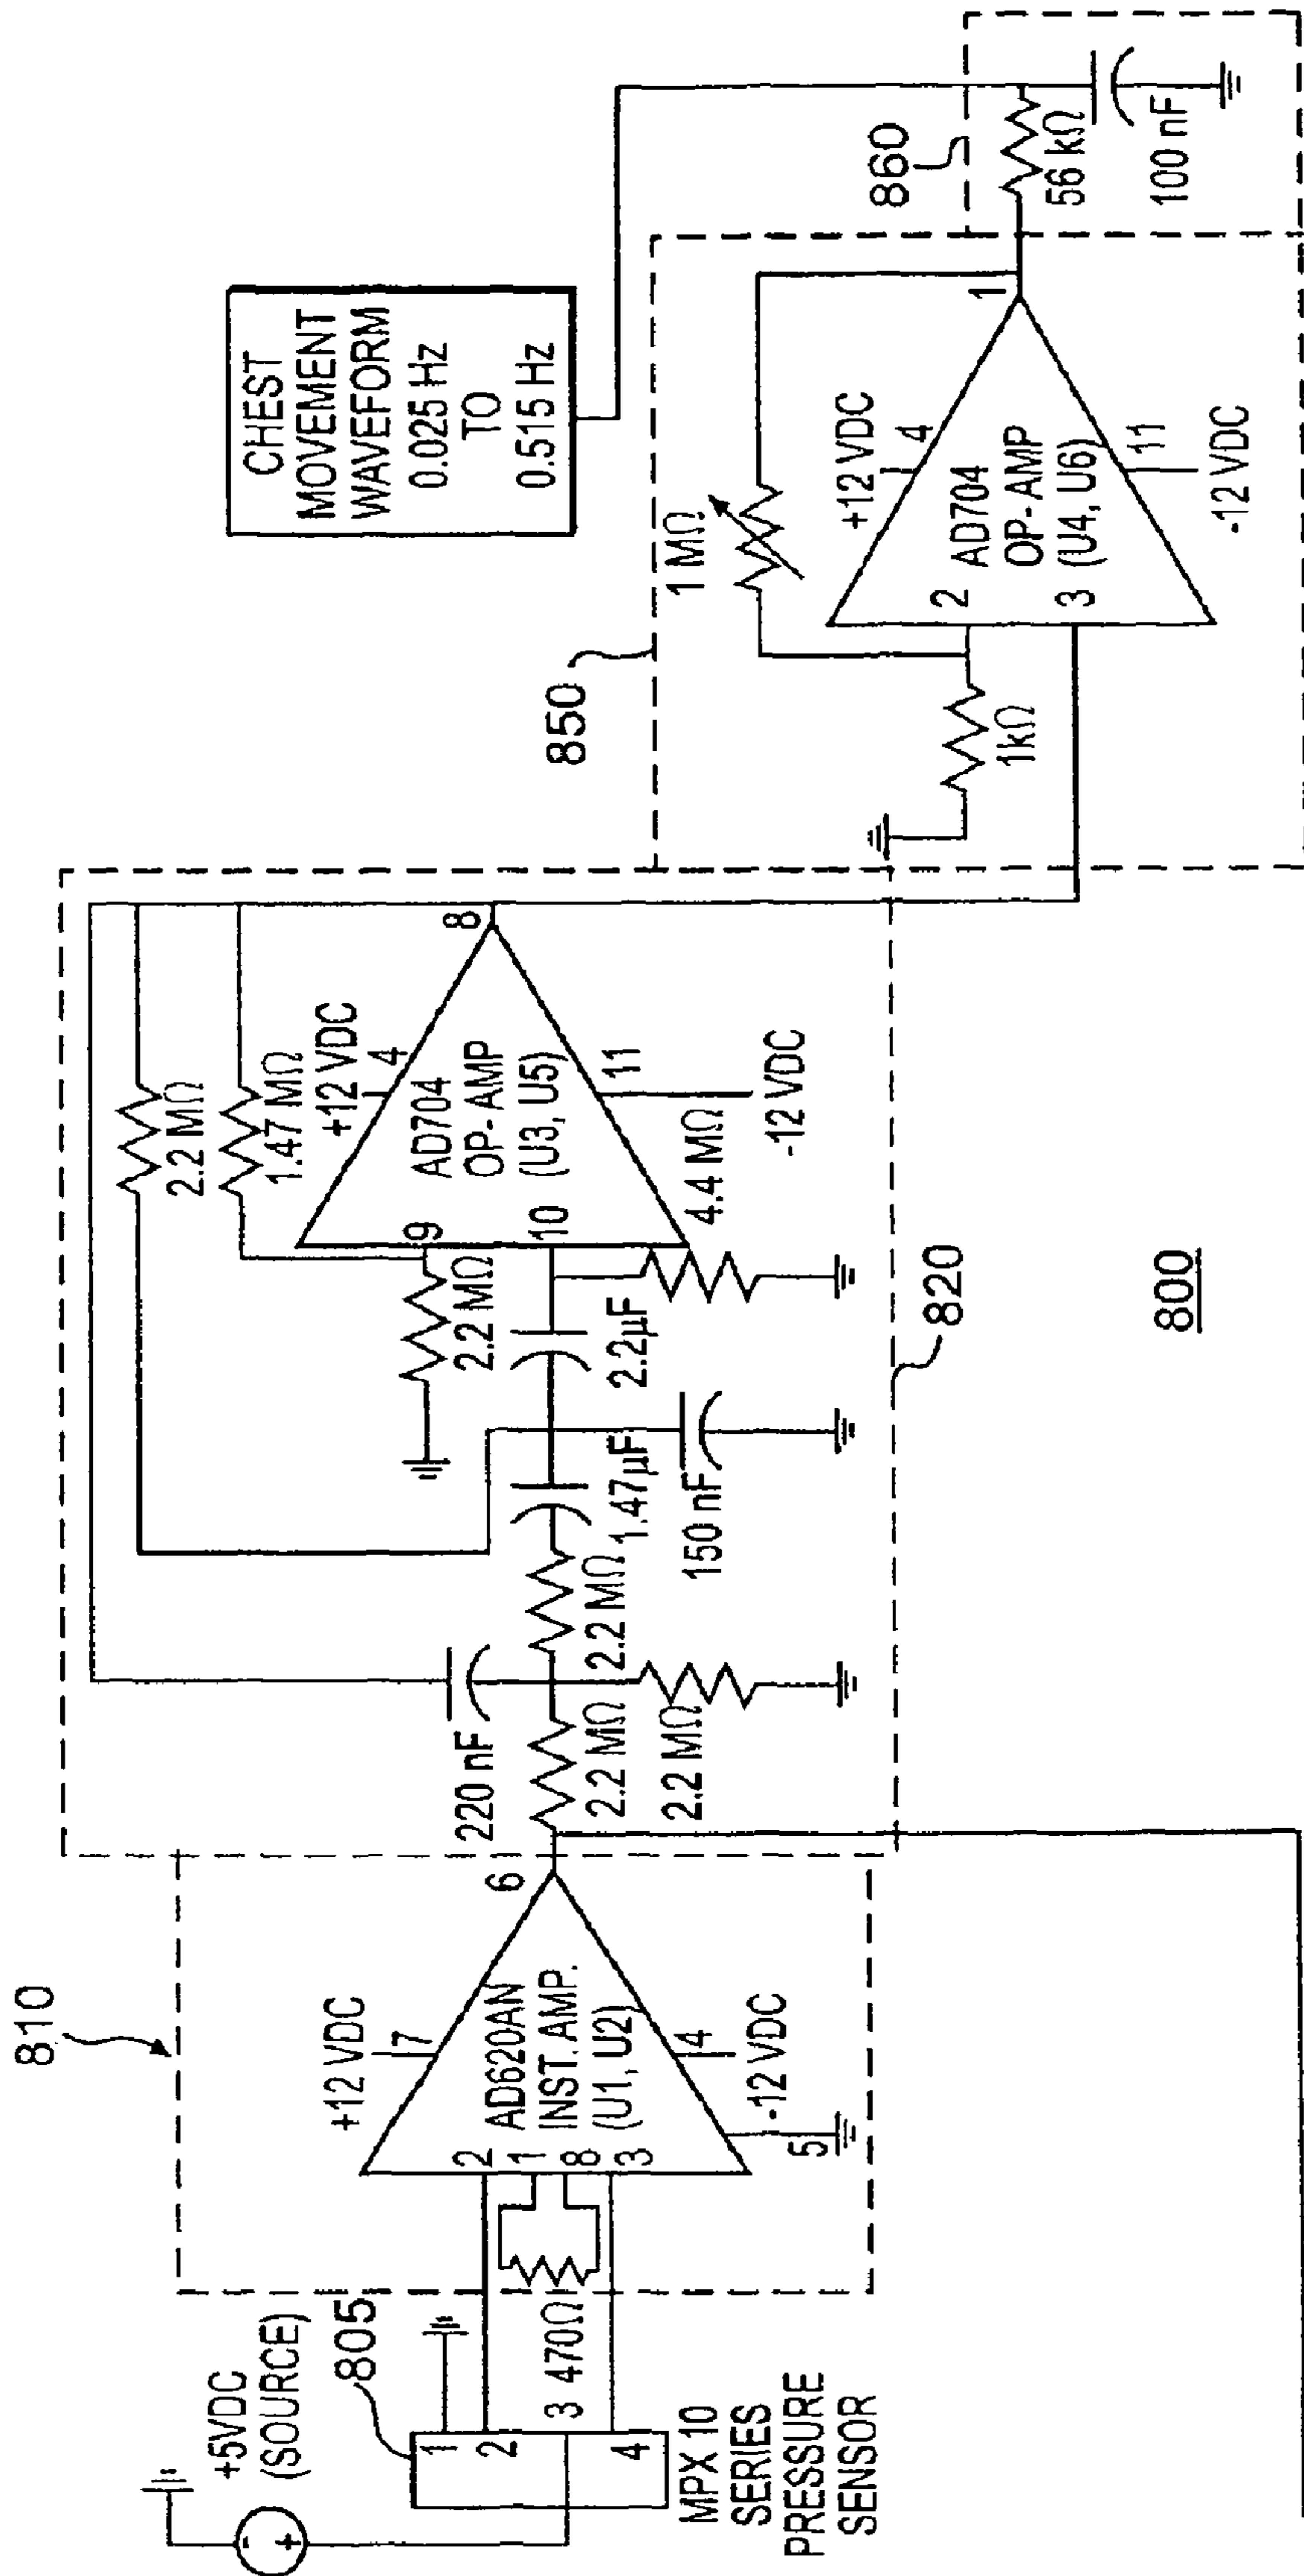 810
+5VDC
(SOURCE)
805
1
2
3
4
MPX 10
SERIES
PRESSURE
SENSOR
470Ω
+12 VDC
7
2
1
8
3
AD620AN
INST. AMP.
(U1, U2)
6
4
-12 VDC
5
220 nF
2.2 MΩ
2.2 MΩ
2.2 MΩ
1.47µF
150 nF
2.2µF
2.2 MΩ
2.2 MΩ
1.47 MΩ
+12 VDC
4
9
10
AD704
OP- AMP
(U3, U5)
8
11
-12 VDC
4.4 MΩ
820
800
850
1 MΩ
1kΩ
+12 VDC
4
2
3
AD704
OP- AMP
(U4, U6)
1
11
-12 VDC
860
56 kΩ
100 nF
CHEST
MOVEMENT
WAVEFORM
0.025 Hz
TO
0.515 Hz
-
+